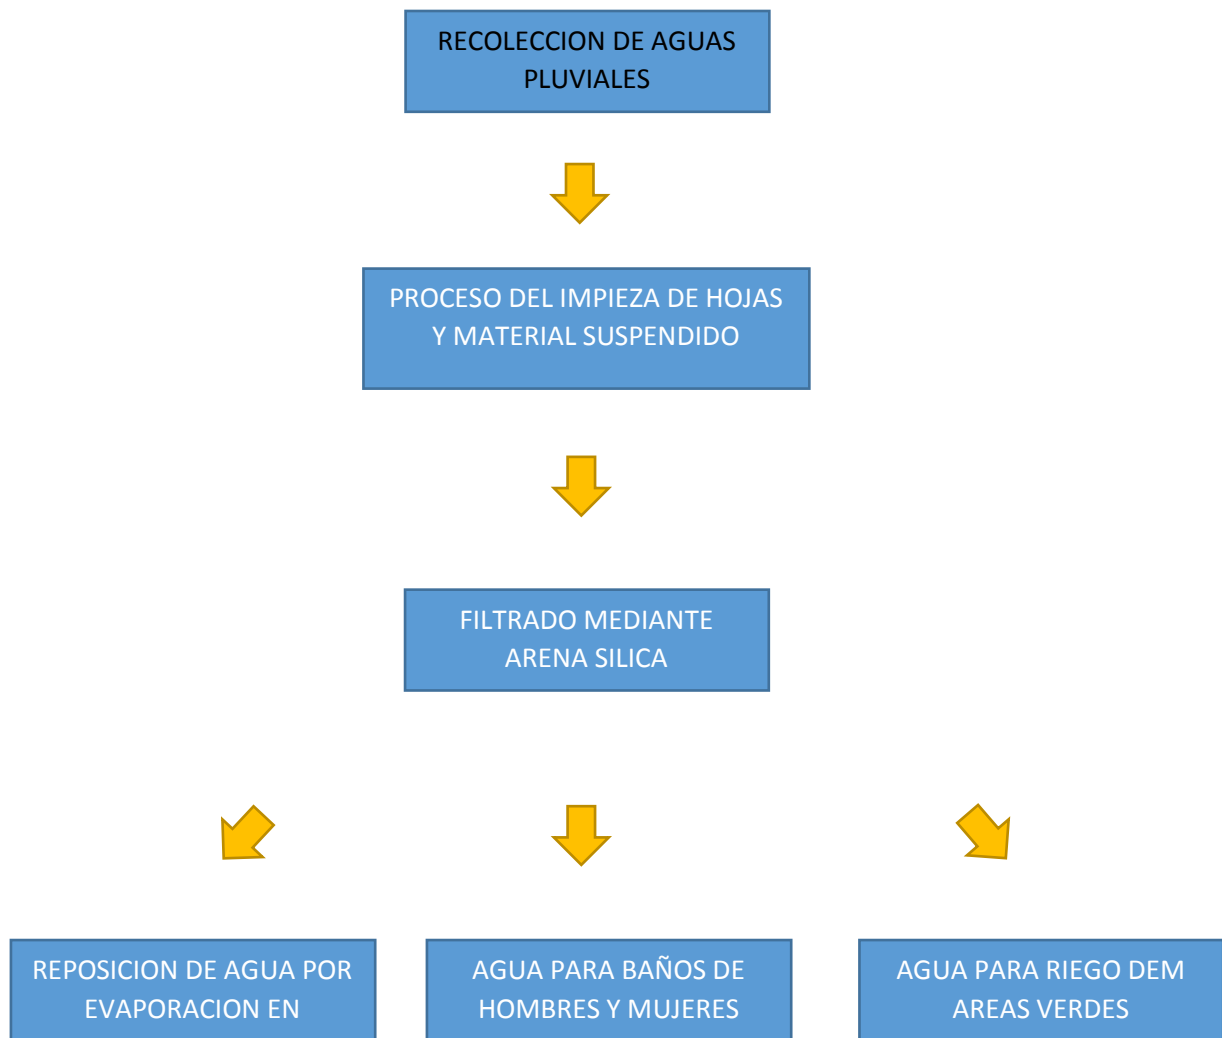 RECOLECCION DE AGUAS
PLUVIALES
PROCESO DEL IMPIEZA DE HOJAS
Y MATERIAL SUSPENDIDO
FILTRADO MEDIANTE
ARENA SILICA
REPOSICION DE AGUA POR
EVAPORACION EN
AGUA PARA BAÑOS DE
HOMBRES Y MUJERES
AGUA PARA RIEGO DEM
AREAS VERDES